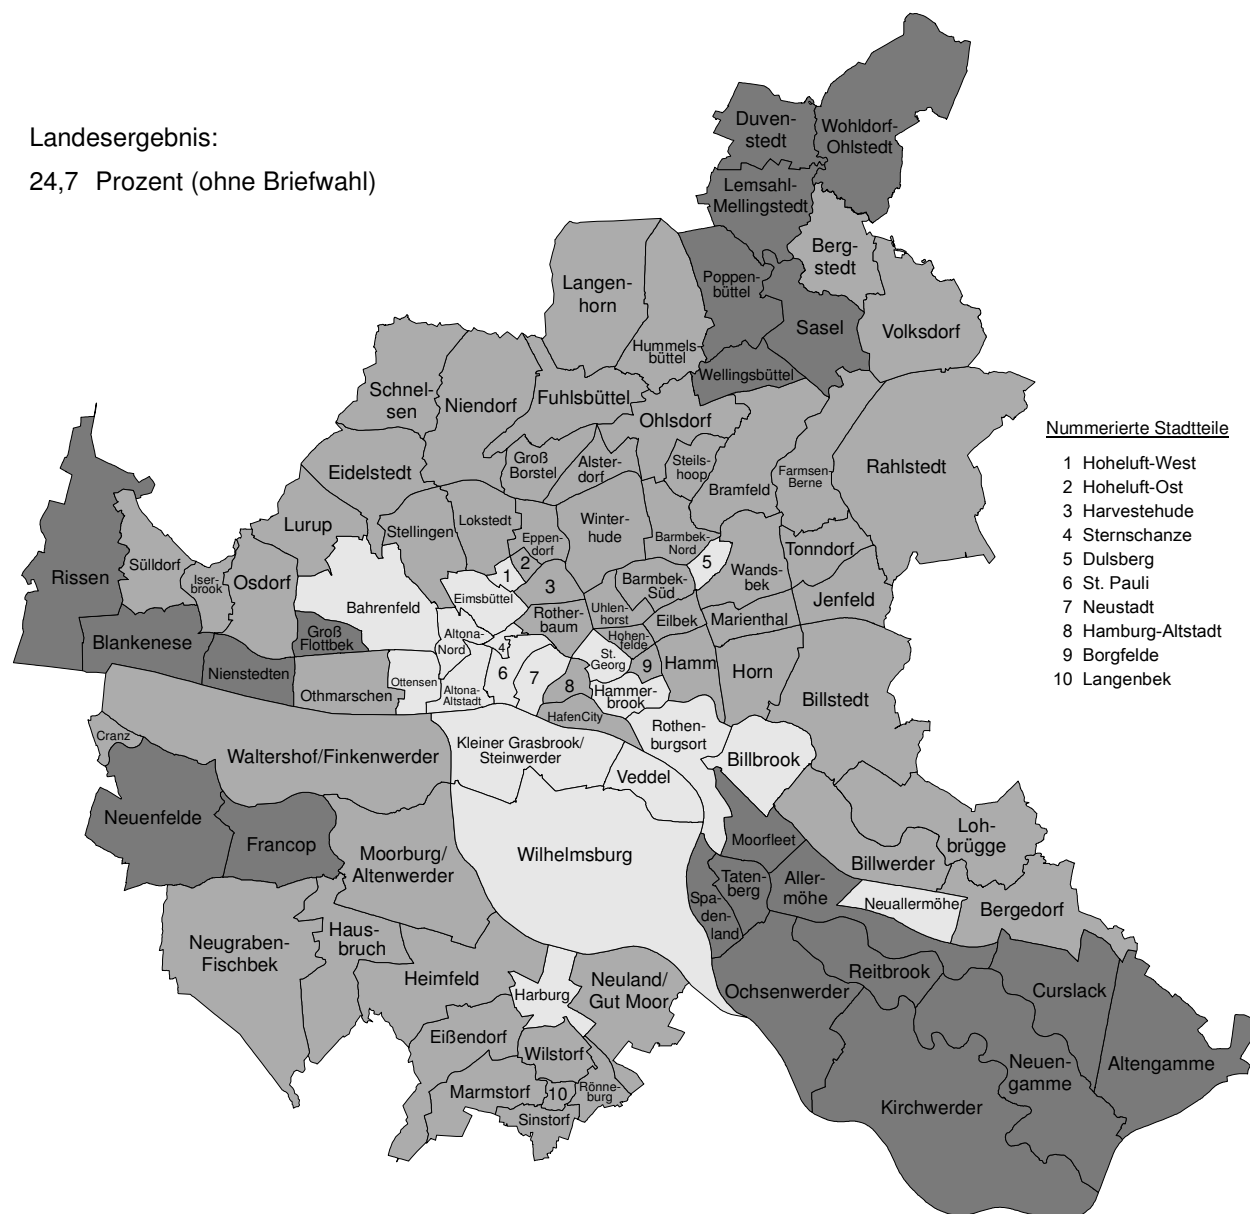 Landesergebnis:
24,7 Prozent (ohne Briefwahl)
Duven-
stedt
Wohldorf-
Ohlstedt
Lemsahl-
Mellingstedt
Berg-
stedt
Poppen-
büttel
Sasel
Volksdorf
Langen-
horn
Hummels-
büttel
Wellingsbüttel
Schnel-
sen
Niendorf
Fuhlsbüttel
Ohlsdorf
Groß
Borstel
Alster-
dorf
Steils-
hoop
Bramfeld
Farmsen-
Berne
Rahlstedt
Eidelstedt
Lurup
Stellingen
Lokstedt
Eppen-
dorf
Winter-
hude
Barmbek-
Nord
5
Wands-
bek
Tonndorf
Jenfeld
Rissen
Sülldorf
Iser-
brook
Osdorf
Bahrenfeld
Eimsbüttel
1
2
3
Rother-
baum
Barmbek-
Süd
Uhlen-
horst
Eilbek
Marienthal
Blankenese
Nienstedten
Groß
Flottbek
Othmarschen
Ottensen
Altona-
Nord
Altona-
Altstadt
4
6
7
8
St.
Georg
Hohen-
felde
9
Hamm
Horn
Billstedt
Hammer-
brook
HafenCity
Rothen-
burgsort
Billbrook
Cranz
Waltershof/Finkenwerder
Kleiner Grasbrook/
Steinwerder
Veddel
Neuenfelde
Francop
Moorburg/
Altenwerder
Wilhelmsburg
Moorfleet
Billwerder
Loh-
brügge
Taten-
berg
Aller-
möhe
Neuallermöhe
Bergedorf
Spa-
den-
land
Neugraben-
Fischbek
Haus-
bruch
Heimfeld
Harburg
Neuland/
Gut Moor
Ochsenwerder
Reitbrook
Curslack
Eißendorf
Wilstorf
Marmstorf
10
Rönne-
burg
Sinstorf
Neuen-
gamme
Altengamme
Kirchwerder
Nummerierte Stadtteile
1 Hoheluft-West
2 Hoheluft-Ost
3 Harvestehude
4 Sternschanze
5 Dulsberg
6 St. Pauli
7 Neustadt
8 Hamburg-Altstadt
9 Borgfelde
10 Langenbek